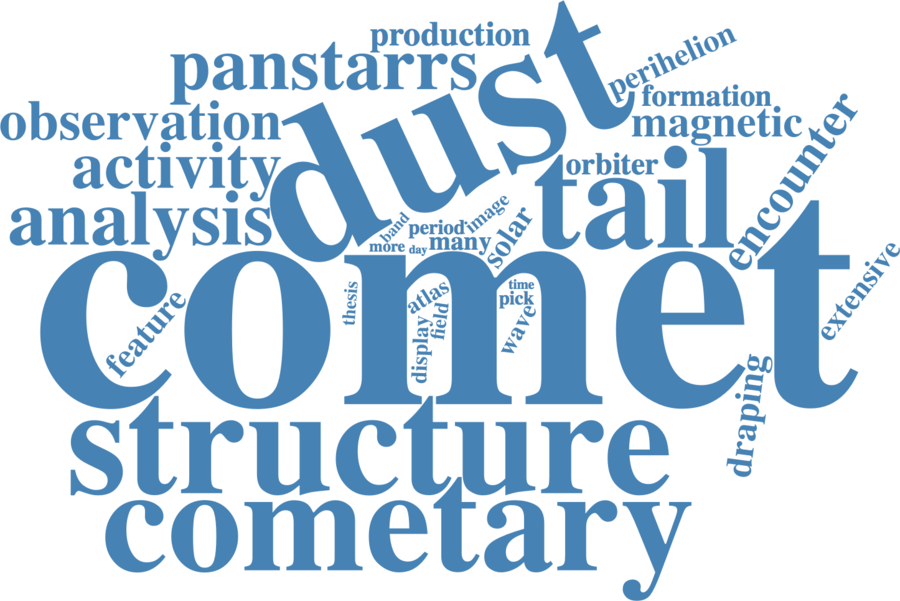 production
panstarrs
dust
perihelion
formation
observation
magnetic
encounter
activity
orbiter
tail
analysis
band
period
image
solar
more
day
many
comet
feature
thesis
atlas
time
pick
extensive
display
field
wave
draping
structure
cometary